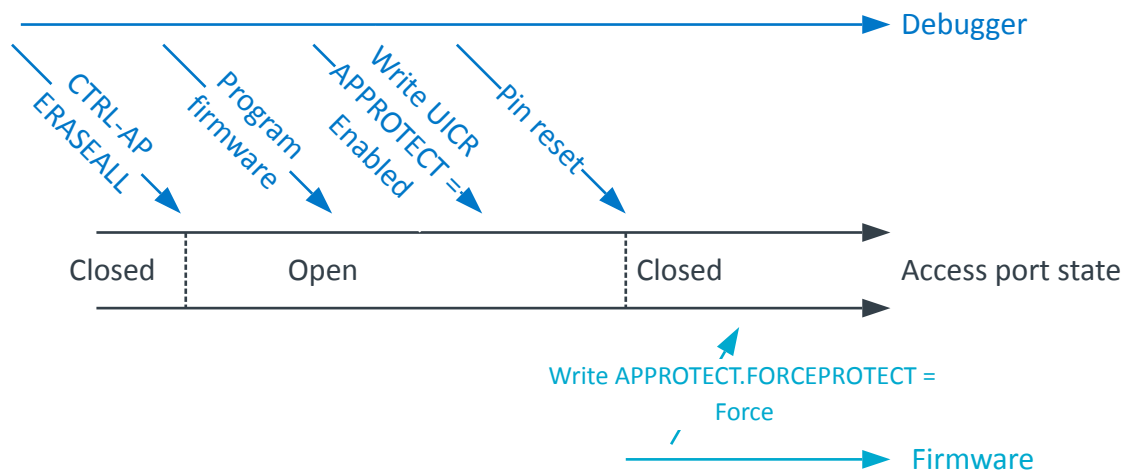 Debugger
CTRL-AP
ERASEALL
Program
firmware
Write UICR
APPROTECT =
Enabled
Pin reset
Closed
Open
Closed
Access port state
Write APPROTECT.FORCEPROTECT =
Force
Firmware